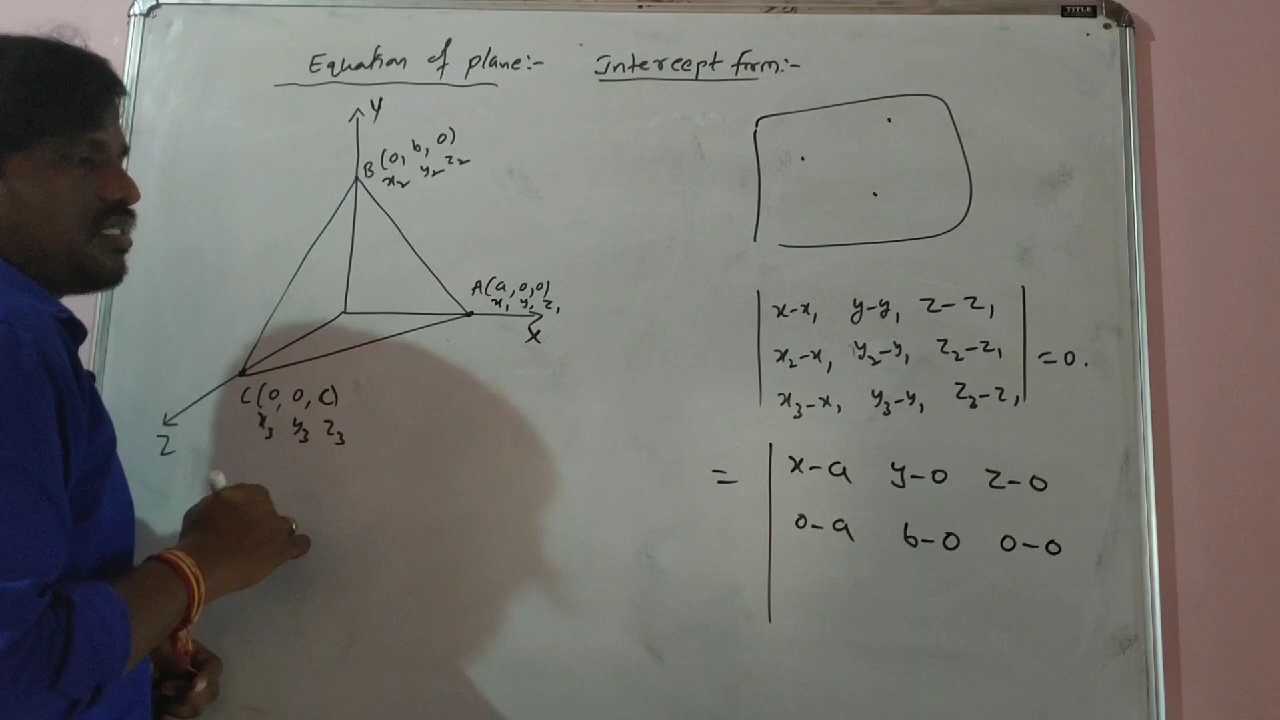 TITLE
Equation of plane:- Intercept form:-
Y
B (0, b, 0)
x₂ y₂ z₂
A(a, 0, 0)
x₁ y₁ z₁
X
C(0, 0, C)
x₃ y₃ z₃
Z
| x-x₁ y-y₁ z-z₁ |
| x₂-x₁ y₂-y₁ z₂-z₁ | =0.
| x₃-x₁ y₃-y₁ z₃-z₁ |
= | x-a y-0 z-0
0-a b-0 0-0